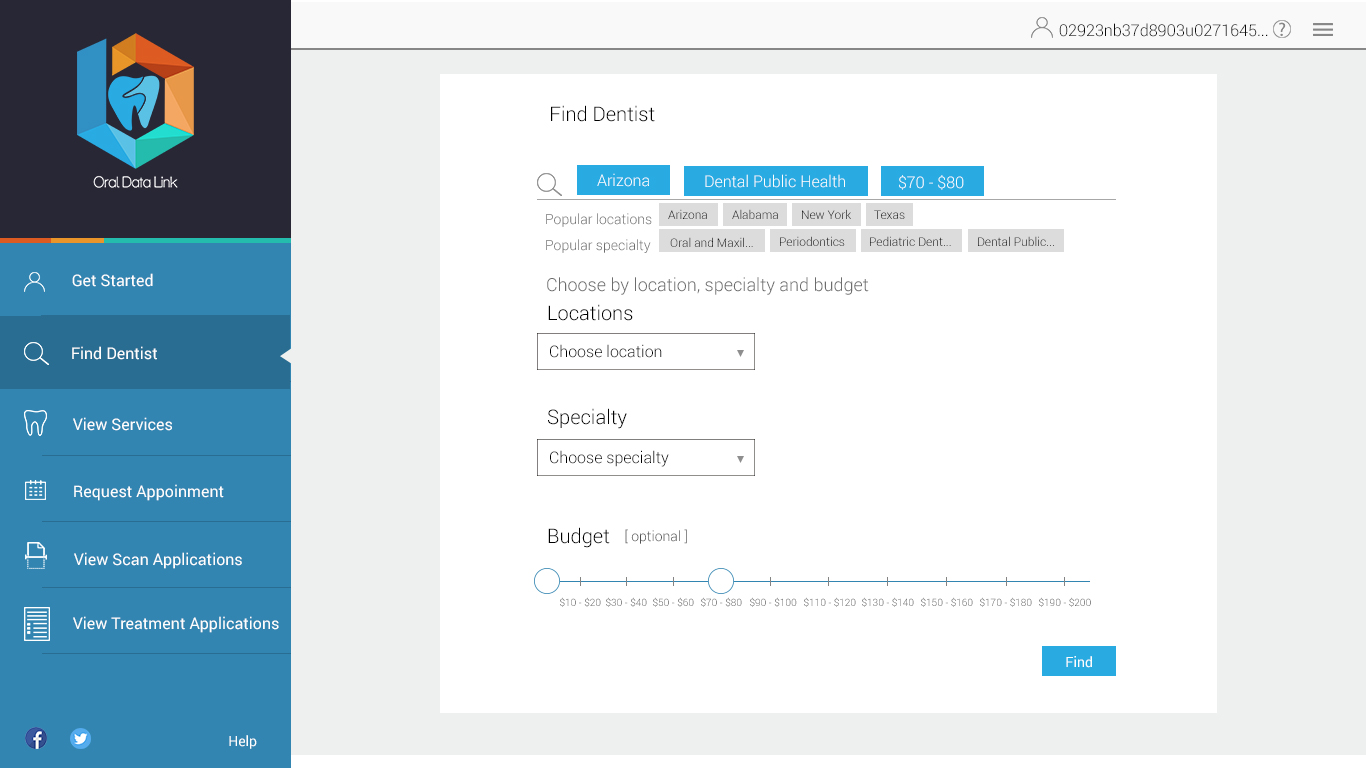 Oral Data Link
Get Started
Find Dentist
View Services
Request Appoinment
View Scan Applications
View Treatment Applications
Help
02923nb37d8903u0271645... ?
Find Dentist
Arizona Dental Public Health $70 - $80
Popular locations Arizona Alabama New York Texas
Popular specialty Oral and Maxil... Periodontics Pediatric Dent... Dental Public...
Choose by location, specialty and budget
Locations
Choose location
Specialty
Choose specialty
Budget [ optional ]
$10 - $20 $30 - $40 $50 - $60 $70 - $80 $90 - $100 $110 - $120 $130 - $140 $150 - $160 $170 - $180 $190 - $200
Find